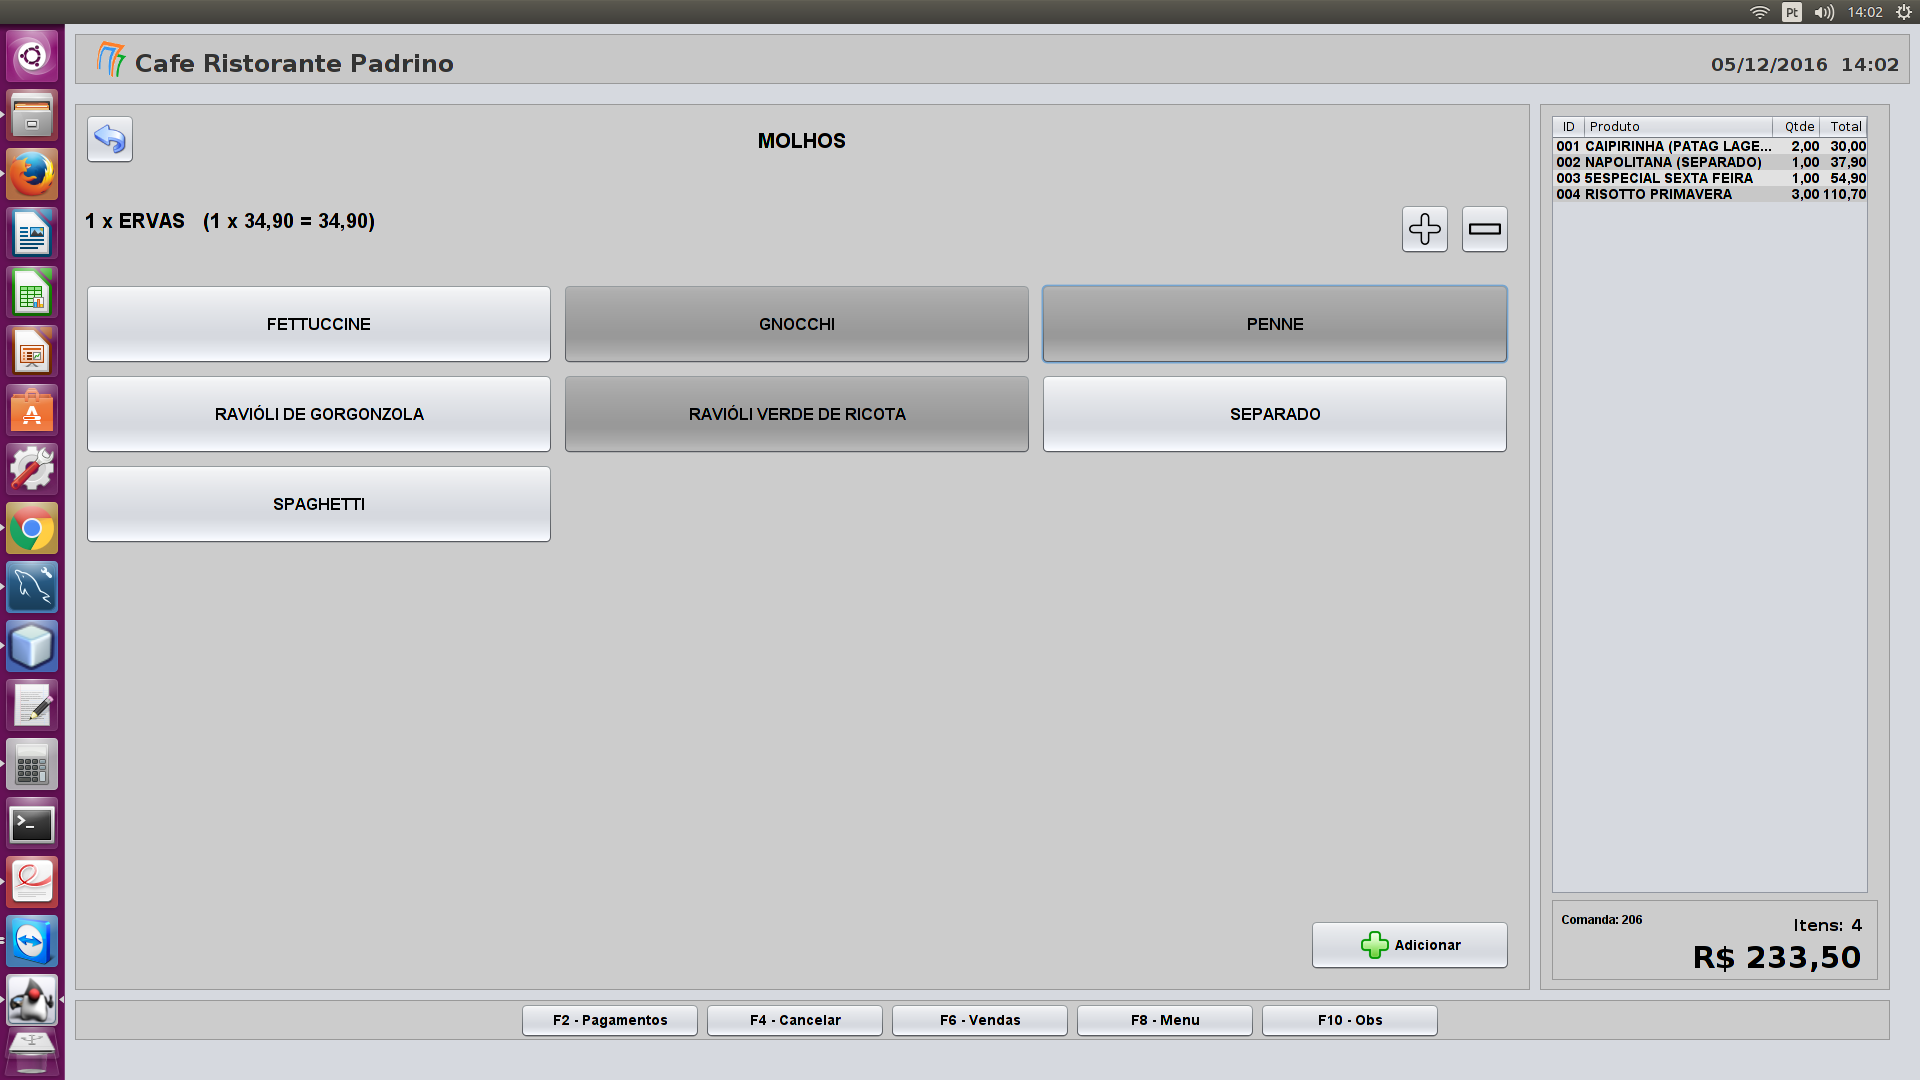 Pt 14:02
Cafe Ristorante Padrino
05/12/2016 14:02
MOLHOS
1 x ERVAS (1 x 34,90 = 34,90)
FETTUCCINE
GNOCCHI
PENNE
RAVIÓLI DE GORGONZOLA
RAVIÓLI VERDE DE RICOTA
SEPARADO
SPAGHETTI
Adicionar
ID Produto Qtde Total
001 CAIPIRINHA (PATAG LAGE... 2,00 30,00
002 NAPOLITANA (SEPARADO) 1,00 37,90
003 5ESPECIAL SEXTA FEIRA 1,00 54,90
004 RISOTTO PRIMAVERA 3,00 110,70
Comanda: 206
Itens: 4
R$ 233,50
F2 - Pagamentos
F4 - Cancelar
F6 - Vendas
F8 - Menu
F10 - Obs